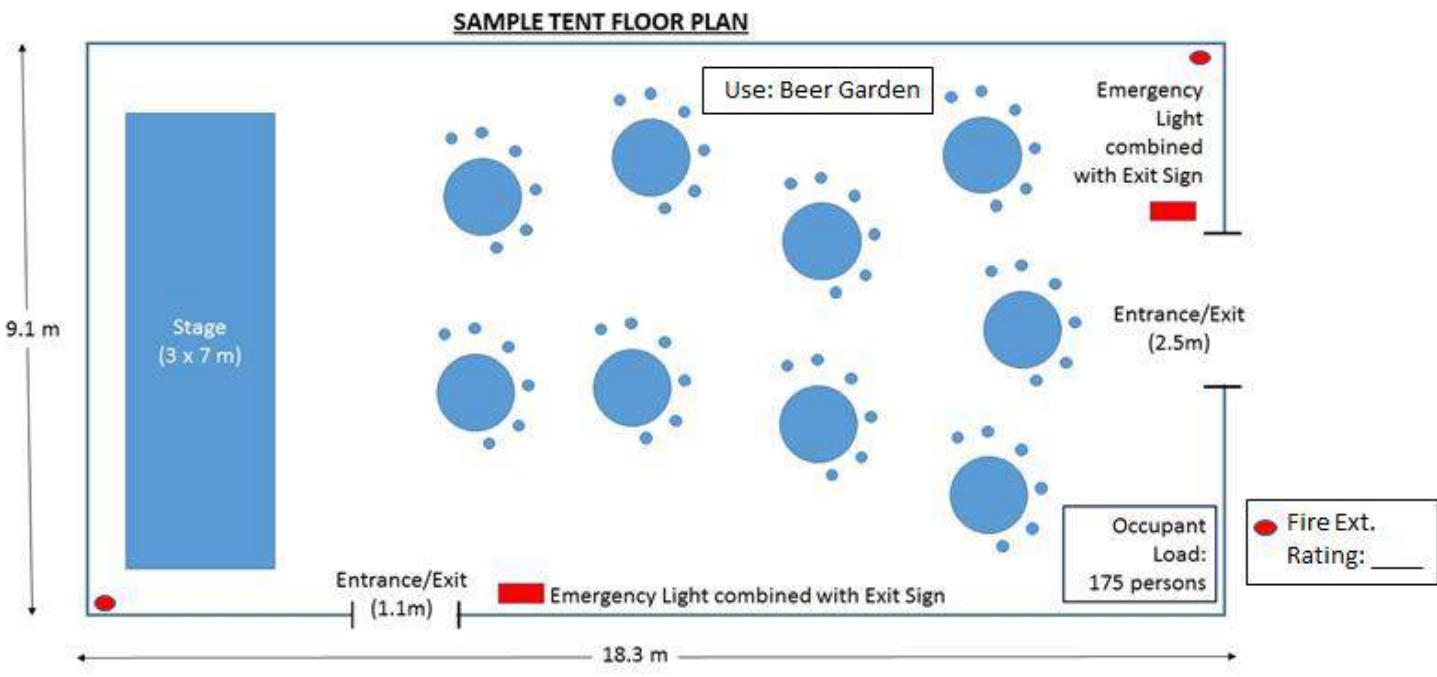 SAMPLE TENT FLOOR PLAN
Use: Beer Garden
Emergency
Light
combined
with Exit Sign
9.1 m
Stage
(3 x 7 m)
Entrance/Exit
(2.5m)
Occupant
Load:
175 persons
Fire Ext.
Rating: ____
Entrance/Exit
(1.1m)
Emergency Light combined with Exit Sign
18.3 m